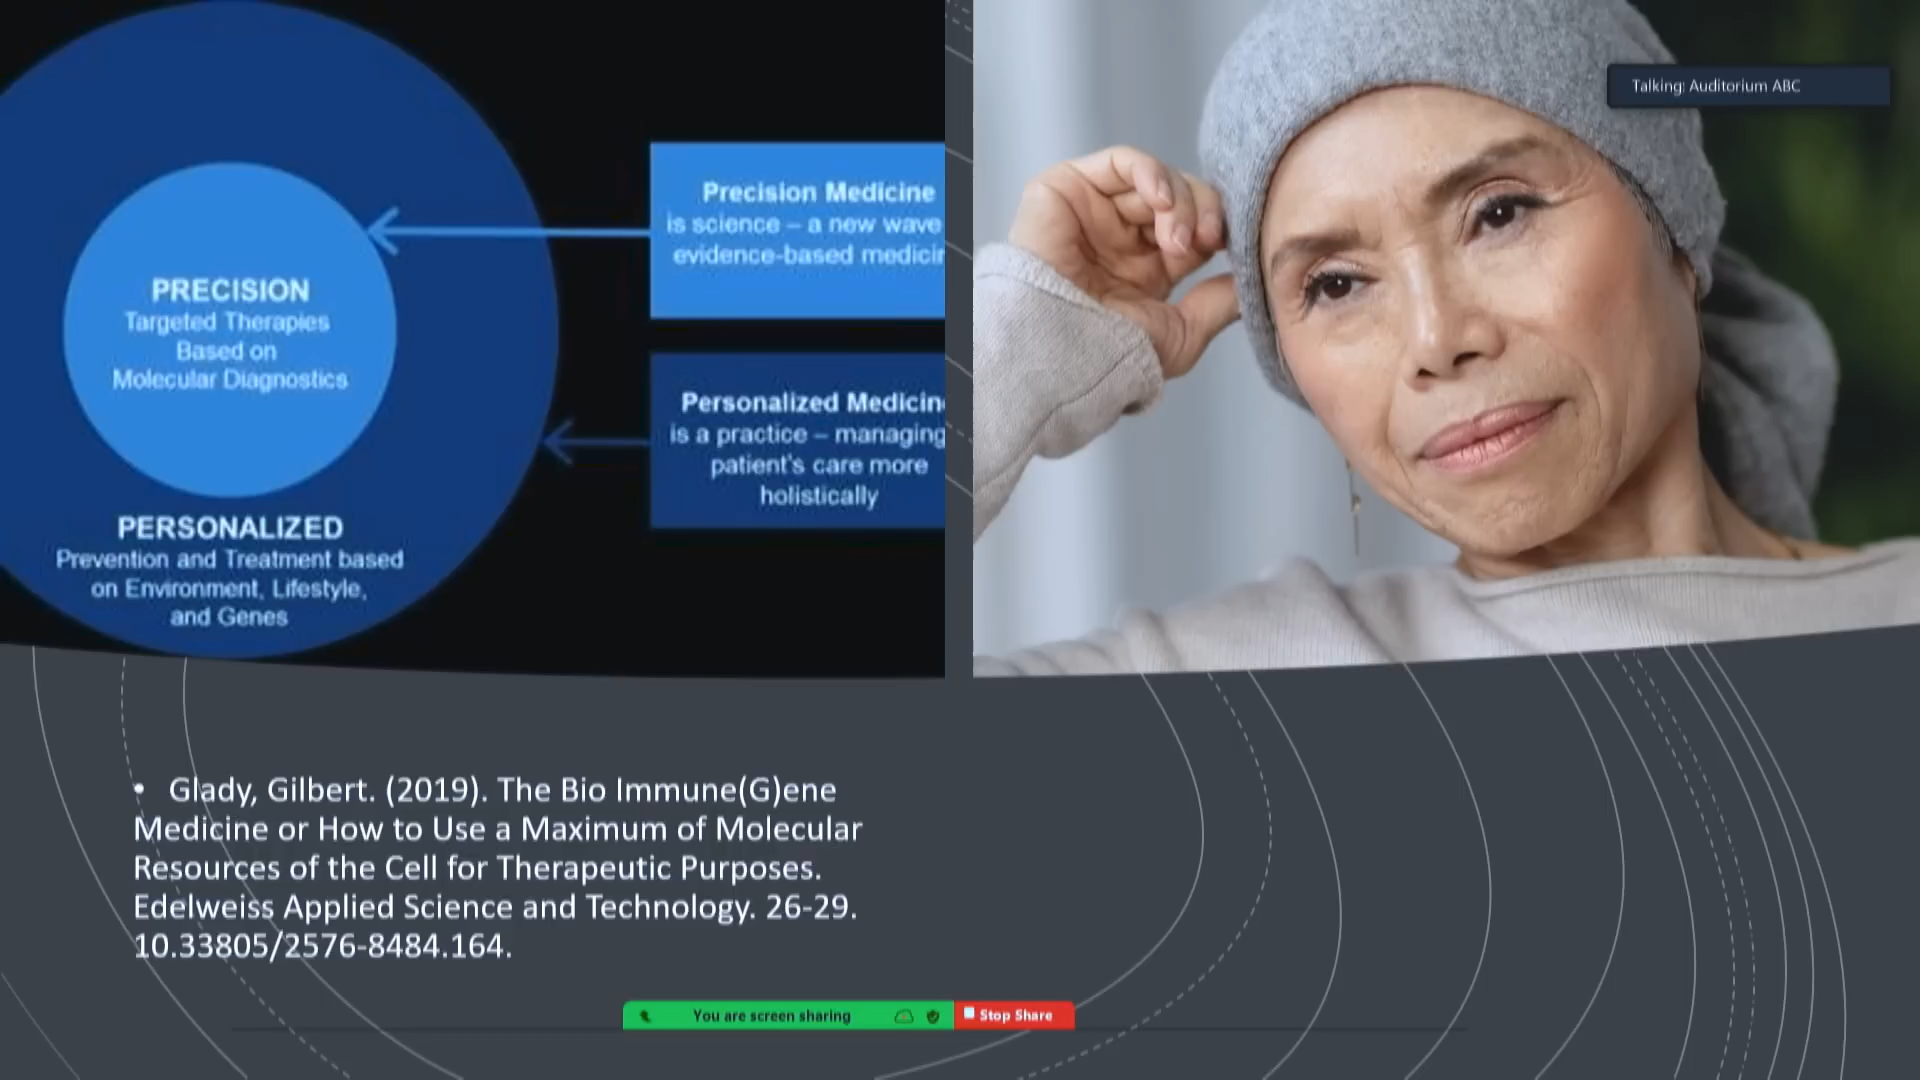 PRECISION
Targeted Therapies
Based on
Molecular Diagnostics
PERSONALIZED
Prevention and Treatment based
on Environment, Lifestyle,
and Genes
Precision Medicine
is science – a new wave
evidence-based
Personalized
is a practice – managing
patient's care more
holistically
Talking: Auditorium ABC
• Glady, Gilbert. (2019). The Bio Immune(G)ene
Medicine or How to Use a Maximum of Molecular
Resources of the Cell for Therapeutic Purposes.
Edelweiss Applied Science and Technology. 26-29.
10.33805/2576-8484.164.
You are screen sharing
Stop Share